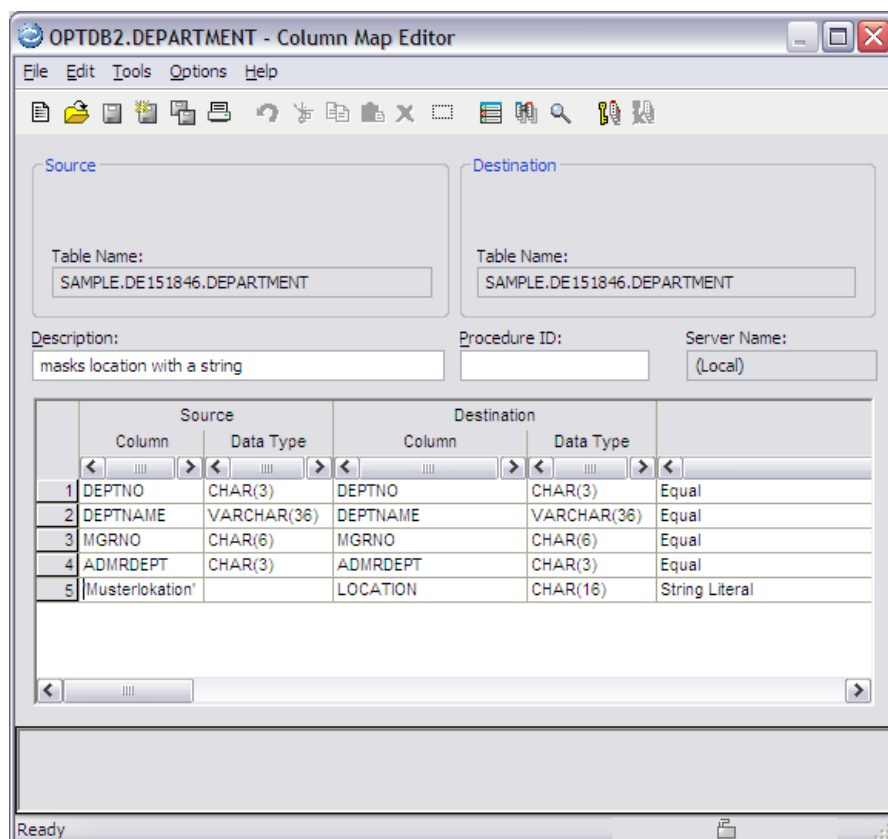 OPTDB2.DEPARTMENT - Column Map Editor
File Edit Tools Options Help
Source Destination
Table Name: Table Name:
SAMPLE.DE151846.DEPARTMENT SAMPLE.DE151846.DEPARTMENT
Description: Procedure ID: Server Name:
masks location with a string (Local)
Source Destination
Column Data Type Column Data Type
1 DEPTNO CHAR(3) DEPTNO CHAR(3) Equal
2 DEPTNAME VARCHAR(36) DEPTNAME VARCHAR(36) Equal
3 MGRNO CHAR(6) MGRNO CHAR(6) Equal
4 ADMRDEPT CHAR(3) ADMRDEPT CHAR(3) Equal
5 'Musterlokation' LOCATION CHAR(16) String Literal
Ready